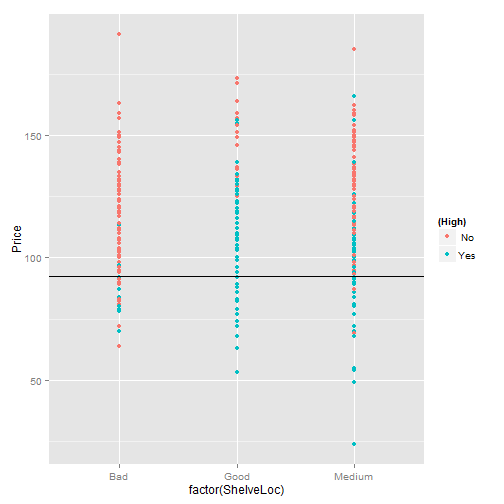 150
100
50
Price
Bad Good Medium
factor(ShelveLoc)
(High)
No
Yes